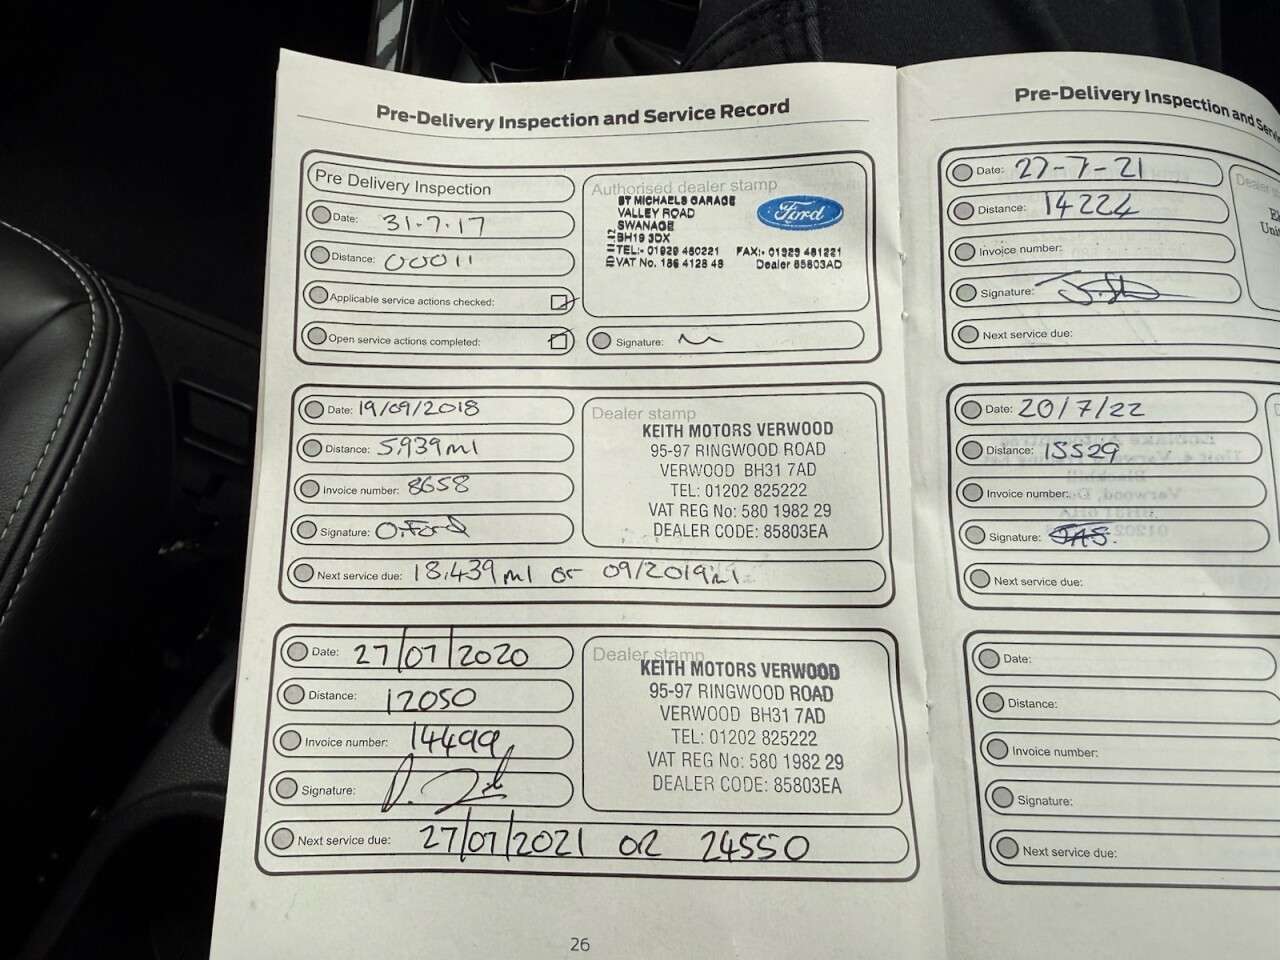 Pre-Delivery Inspection and Service Record
Pre Delivery Inspection
Date: 31-7-17
Distance: 00011
Applicable service actions checked:
Open service actions completed:
Authorised dealer stamp
ST MICHAELS GARAGE
VALLEY ROAD
SWANAGE
BH19 3DX
TEL:- 01929 480221 FAX:- 01929 481221
VAT No. 186 4128 48 Dealer 85803AD
Ford
Signature:
Date: 19/09/2018
Distance: 5,939ml
Invoice number: 8658
Signature: O.Ford
Next service due: 18,439ml or 09/2019ml
Dealer stamp
KEITH MOTORS VERWOOD
95-97 RINGWOOD ROAD
VERWOOD BH31 7AD
TEL: 01202 825222
VAT REG No: 580 1982 29
DEALER CODE: 85803EA
Date: 27/07/2020
Distance: 12050
Invoice number: 14499
Signature:
Next service due: 27/07/2021 OR 24550
Dealer stamp
KEITH MOTORS VERWOOD
95-97 RINGWOOD ROAD
VERWOOD BH31 7AD
TEL: 01202 825222
VAT REG No: 580 1982 29
DEALER CODE: 85803EA
26
Pre-Delivery Inspection and
Date: 27-7-21
Distance: 14224
Invoice number:
Signature:
Next service due:
Date: 20/7/22
Distance: 15529
Invoice number:
Signature:
Next service due:
Date:
Distance:
Invoice number:
Signature:
Next service due: